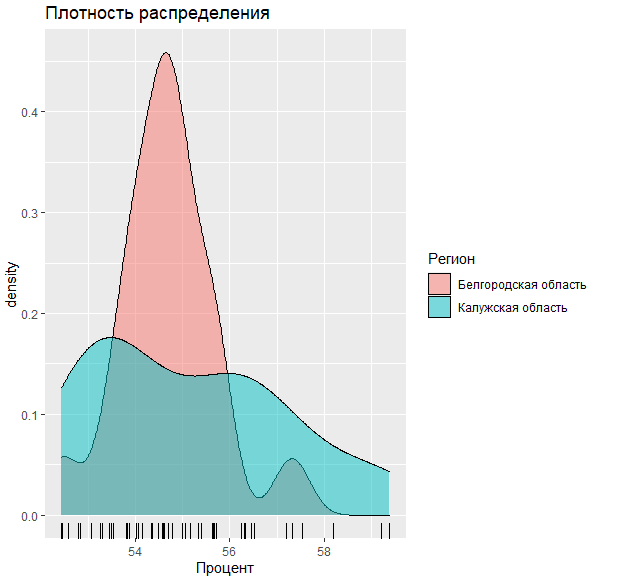 Плотность распределения
0.4
0.3
0.2
0.1
0.0
density
54
56
58
Процент
Регион
Белгородская область
Калужская область